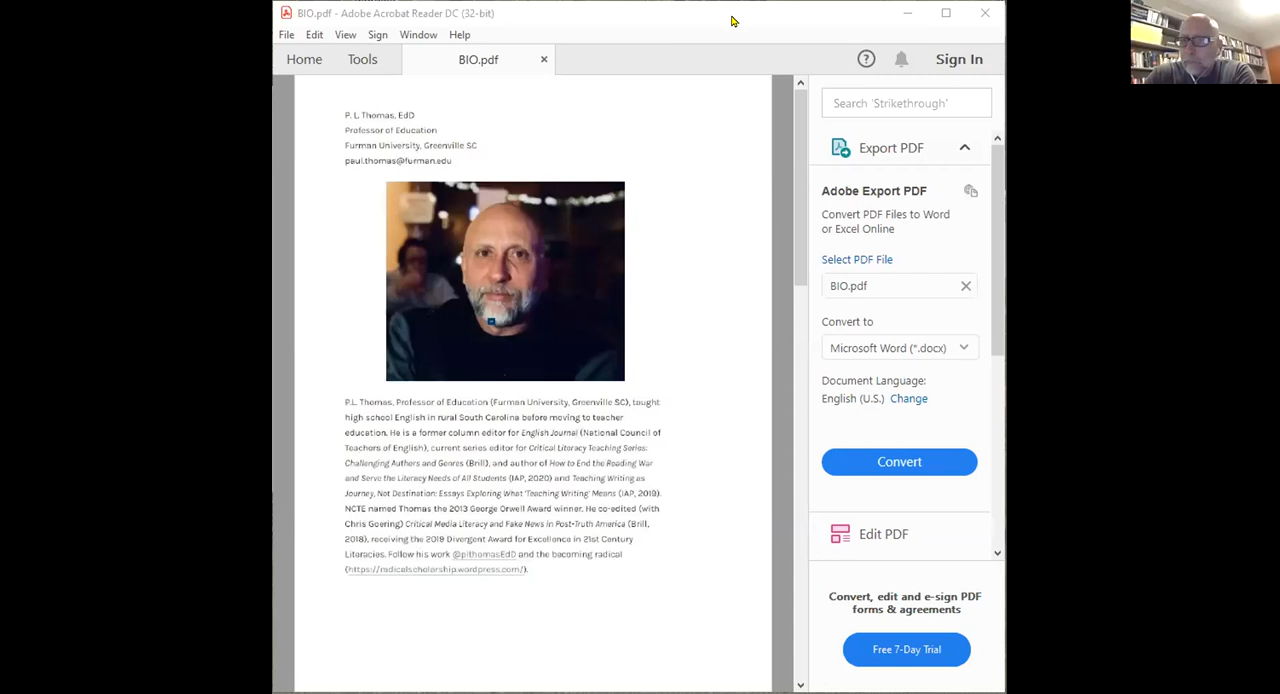 BIO.pdf - Adobe Acrobat Reader DC (32-bit)
File Edit View Sign Window Help
Home Tools BIO.pdf × Sign In
P. L. Thomas, EdD
Professor of Education
Furman University, Greenville SC
paul.thomas@furman.edu
P.L. Thomas, Professor of Education (Furman University, Greenville SC), taught
high school English in rural South Carolina before moving to teacher
education. He is a former column editor for English Journal (National Council of
Teachers of English), current series editor for Critical Literacy Teaching Series:
Challenging Authors and Genres (Brill), and author of How to End the Reading War
and Serve the Literacy Needs of All Students (IAP, 2020) and Teaching Writing as
Journey, Not Destination: Essays Exploring What 'Teaching Writing' Means (IAP, 2019).
NCTE named Thomas the 2013 George Orwell Award winner. He co-edited (with
Chris Goering) Critical Media Literacy and Fake News in Post-Truth America (Brill,
2018), receiving the 2019 Divergent Award for Excellence in 21st Century
Literacies. Follow his work @plthomasEdD and the becoming radical
(https://radicalscholarship.wordpress.com/).
Search 'Strikethrough'
Export PDF
Adobe Export PDF
Convert PDF Files to Word
or Excel Online
Select PDF File
BIO.pdf
Convert to
Microsoft Word (*.docx)
Document Language:
English (U.S.) Change
Convert
Edit PDF
Convert, edit and e-sign PDF
forms & agreements
Free 7-Day Trial